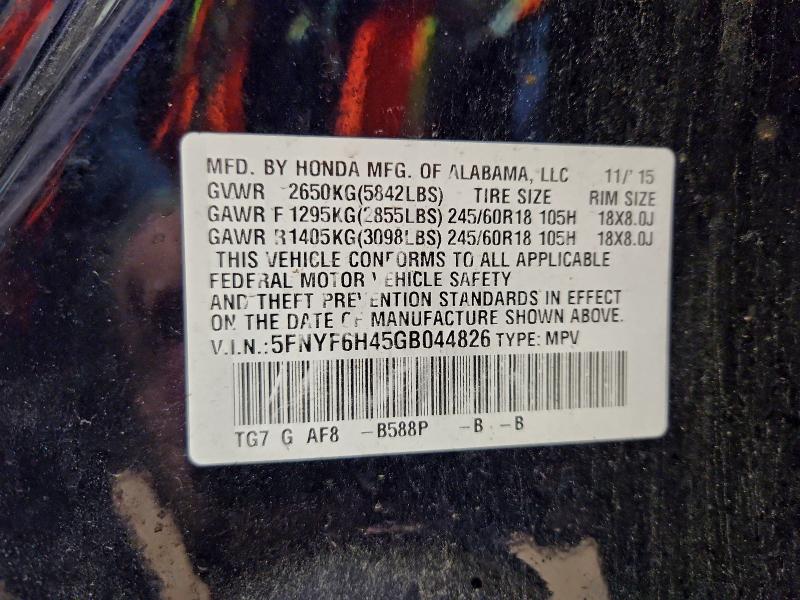 MFD. BY HONDA MFG. OF ALABAMA, LLC 11/'15
GVWR 2650KG(5842LBS) TIRE SIZE RIM SIZE
GAWR F 1295KG(2855LBS) 245/60R18 105H 18X8.0J
GAWR R1405KG(3098LBS) 245/60R18 105H 18X8.0J
THIS VEHICLE CONFORMS TO ALL APPLICABLE
FEDERAL MOTOR VEHICLE SAFETY
AND THEFT PREVENTION STANDARDS IN EFFECT
ON THE DATE OF MANUFACTURE SHOWN ABOVE.
V.I.N.:5FNYF6H45GB044826 TYPE: MPV
TG7 G AF8 -B588P -B -B